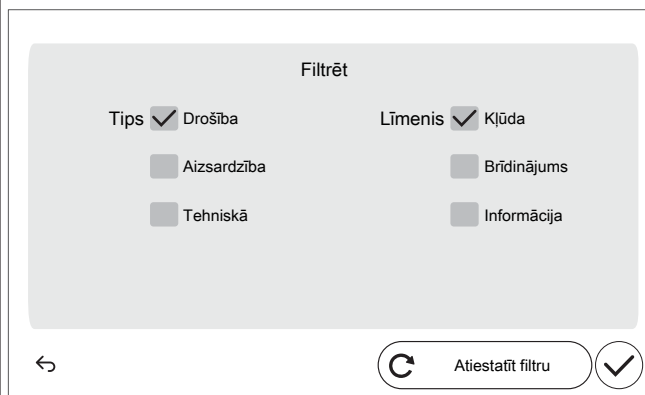 Filtrēt
Tips Drošība Līmenis Kļūda
Aizsardzība Brīdinājums
Tehniskā Informācija
Atiestatīt filtru